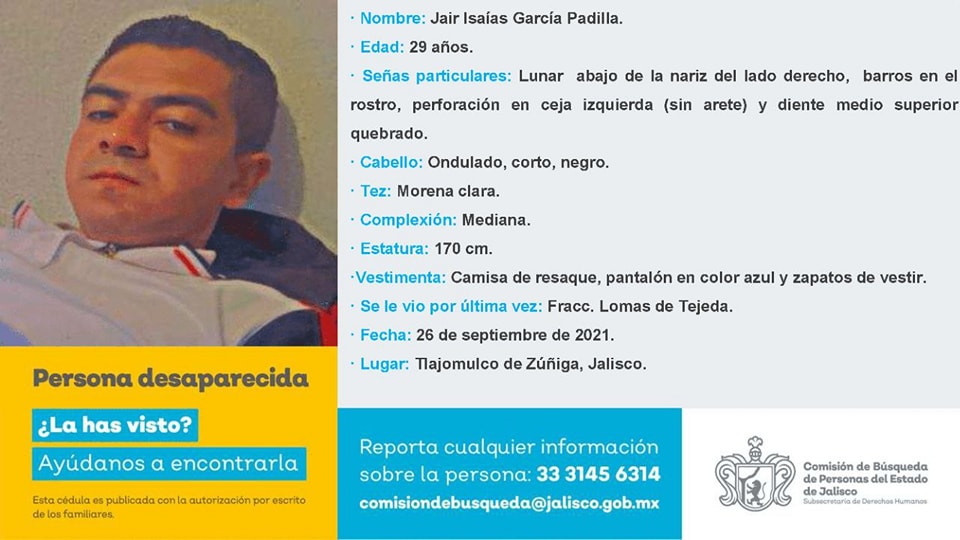 · Nombre: Jair Isaías García Padilla.
· Edad: 29 años.
· Señas particulares: Lunar abajo de la nariz del lado derecho, barros en el
rostro, perforación en ceja izquierda (sin arete) y diente medio superior
quebrado.
· Cabello: Ondulado, corto, negro.
· Tez: Morena clara.
· Complexión: Mediana.
· Estatura: 170 cm.
·Vestimenta: Camisa de resaque, pantalón en color azul y zapatos de vestir.
· Se le vio por última vez: Fracc. Lomas de Tejeda.
· Fecha: 26 de septiembre de 2021.
· Lugar: Tlajomulco de Zúñiga, Jalisco.
Persona desaparecida
¿La has visto?
Ayúdanos a encontrarla
Esta cédula es publicada con la autorización por escrito
de los familiares.
Reporta cualquier información
sobre la persona: 33 3145 6314
comisiondebusqueda@jalisco.gob.mx
Comisión de Búsqueda
de Personas del Estado
de Jalisco
Subsecretaría de Derechos Humanos